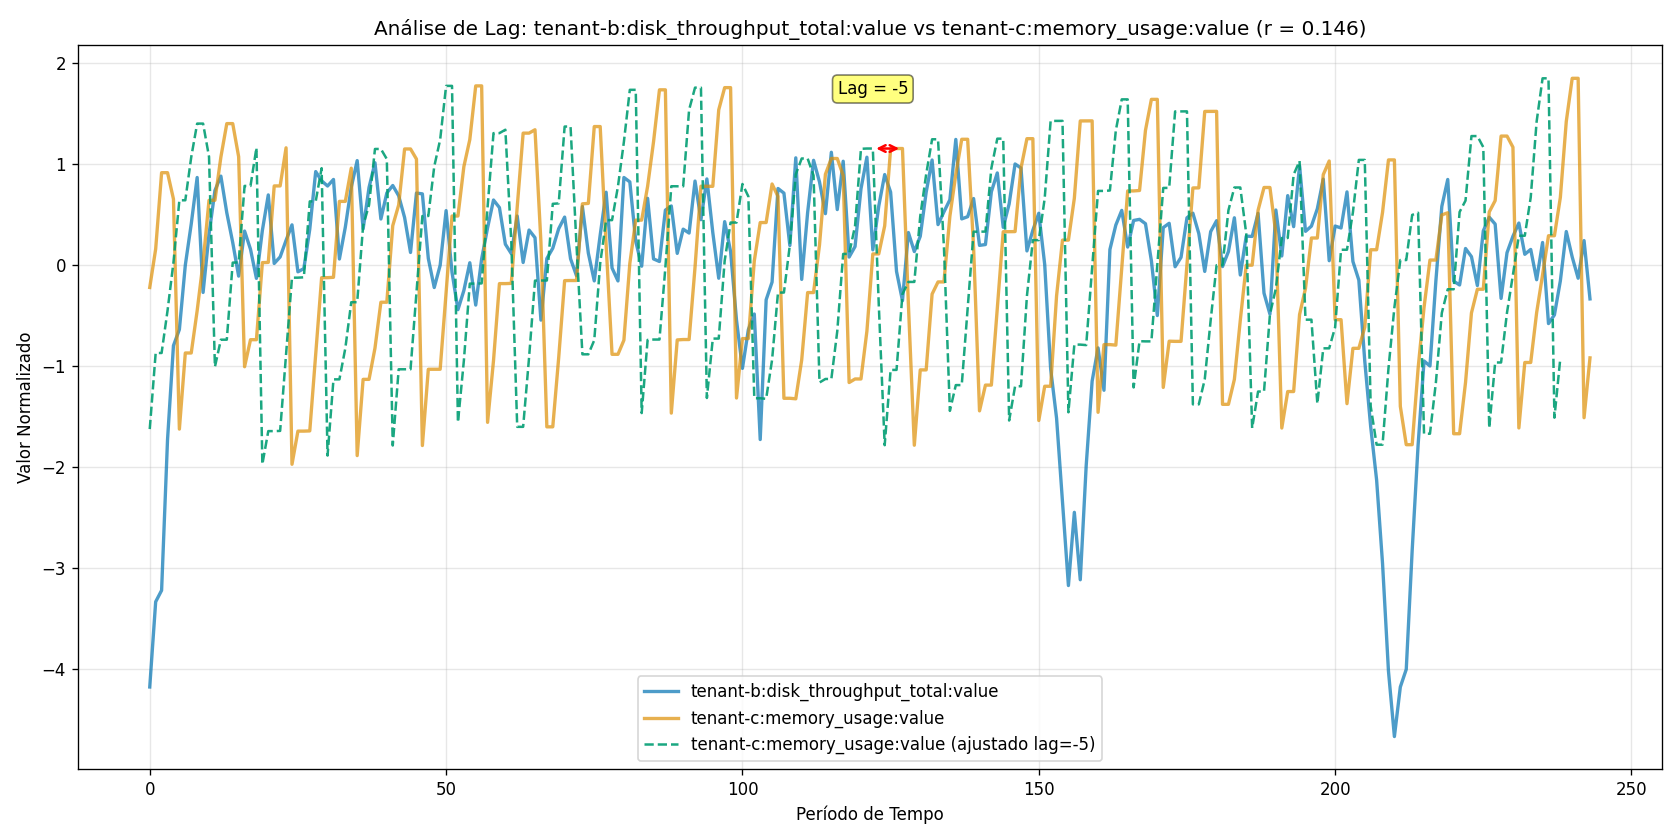 Análise de Lag: tenant-b:disk_throughput_total:value vs tenant-c:memory_usage:value (r = 0.146)
2
1
0
−1
−2
−3
−4
Valor Normalizado
Lag = -5
tenant-b:disk_throughput_total:value
tenant-c:memory_usage:value
tenant-c:memory_usage:value (ajustado lag=-5)
0 50 100 150 200 250
Período de Tempo